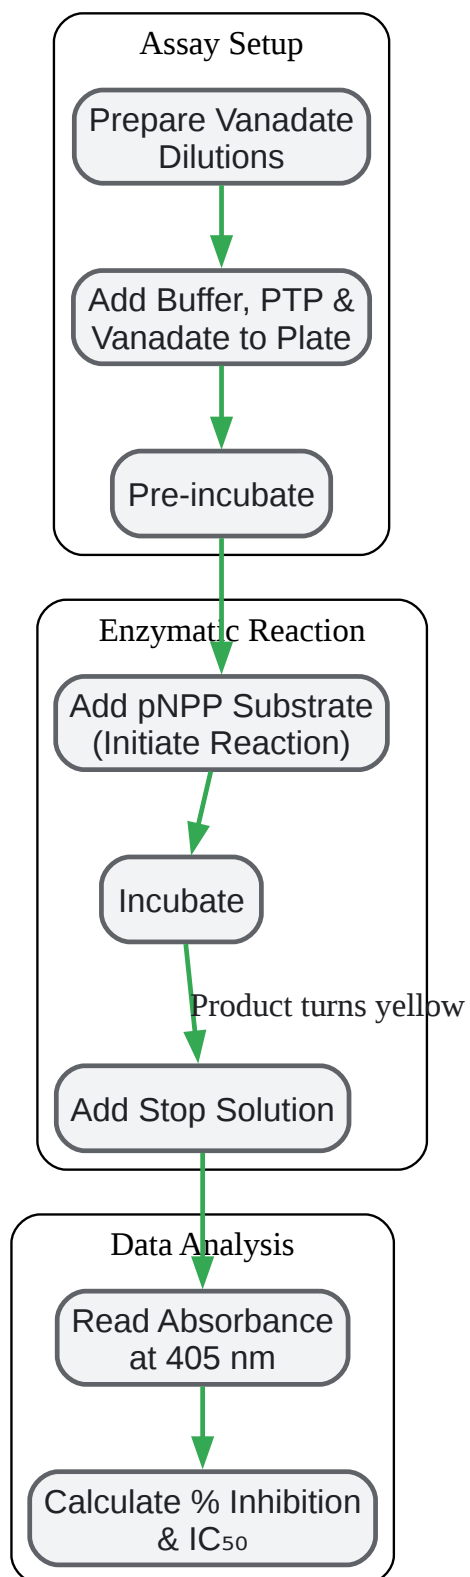 Assay Setup
Prepare Vanadate
Dilutions
Add Buffer, PTP &
Vanadate to Plate
Pre-incubate
Enzymatic Reaction
Add pNPP Substrate
(Initiate Reaction)
Incubate
Product turns yellow
Add Stop Solution
Data Analysis
Read Absorbance
at 405 nm
Calculate % Inhibition
& IC₅₀